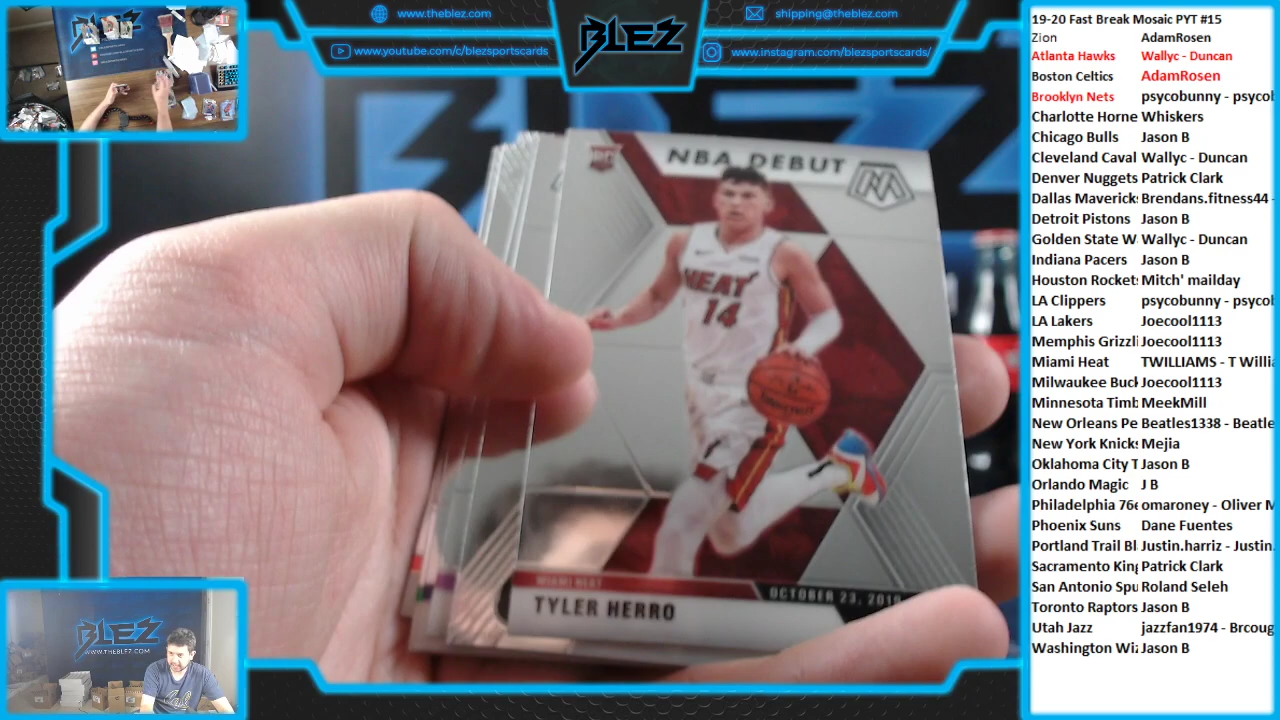 www.theblez.com
www.youtube.com/c/blezsportscards
BLEZ
shipping@theblez.com
www.instagram.com/blezsportscards/
RC
NBA DEBUT
HEAT
14
MIAMI HEAT
OCTOBER 23, 2019
TYLER HERRO
BLEZ
WWW.THEBLEZ.COM
19-20 Fast Break Mosaic PYT #15
Zion AdamRosen
Atlanta Hawks Wallyc - Duncan
Boston Celtics AdamRosen
Brooklyn Nets psycobunny - psycol
Charlotte Horne Whiskers
Chicago Bulls Jason B
Cleveland Caval Wallyc - Duncan
Denver Nuggets Patrick Clark
Dallas Maverick Brendans.fitness44 -
Detroit Pistons Jason B
Golden State W Wallyc - Duncan
Indiana Pacers Jason B
Houston Rocket Mitch' mailday
LA Clippers psycobunny - psycol
LA Lakers Joecool1113
Memphis Grizzli Joecool1113
Miami Heat TWILLIAMS - T Willia
Milwaukee Buck Joecool1113
Minnesota Timb MeekMill
New Orleans Pe Beatles1338 - Beatle
New York Knick Mejia
Oklahoma City T Jason B
Orlando Magic J B
Philadelphia 76 omaroney - Oliver M
Phoenix Suns Dane Fuentes
Portland Trail Bl Justin.harriz - Justin.
Sacramento King Patrick Clark
San Antonio Spu Roland Seleh
Toronto Raptors Jason B
Utah Jazz jazzfan1974 - Brcoug
Washington Wiz Jason B